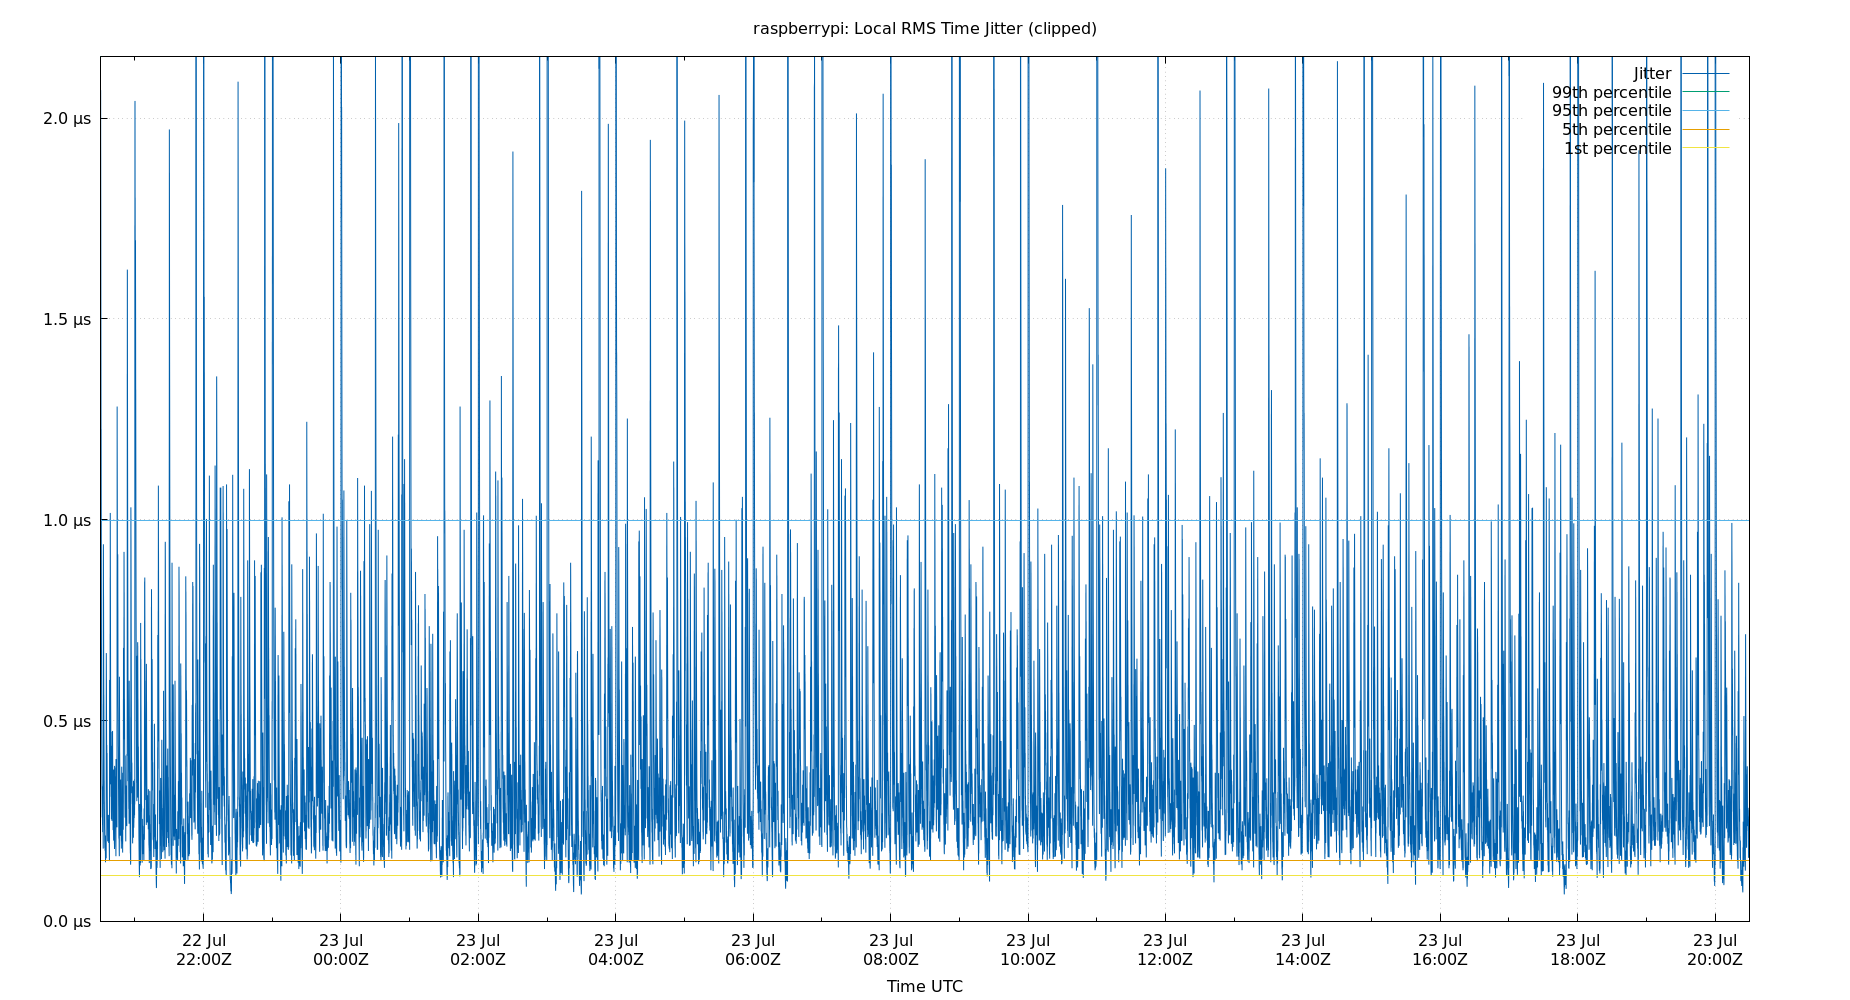 raspberrypi: Local RMS Time Jitter (clipped)
Jitter
99th percentile
95th percentile
5th percentile
1st percentile
2.0 µs
1.5 µs
1.0 µs
0.5 µs
0.0 µs
22 Jul 23 Jul 23 Jul 23 Jul 23 Jul 23 Jul 23 Jul 23 Jul 23 Jul 23 Jul 23 Jul 23 Jul
22:00Z 00:00Z 02:00Z 04:00Z 06:00Z 08:00Z 10:00Z 12:00Z 14:00Z 16:00Z 18:00Z 20:00Z
Time UTC